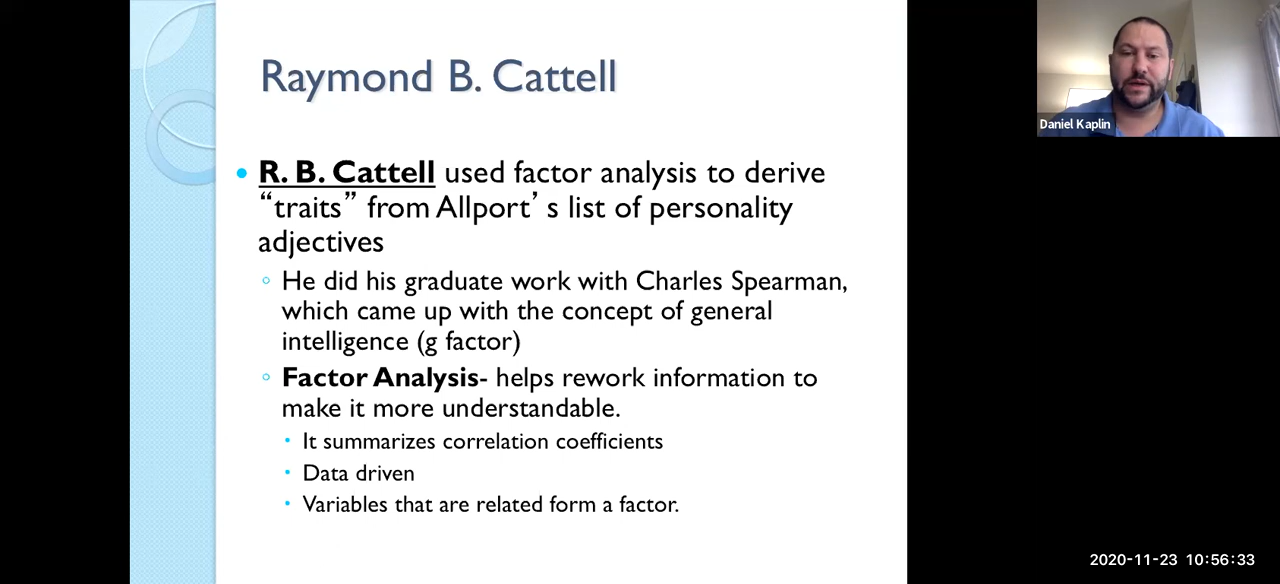 Raymond B. Cattell
Daniel Kaplin
• R. B. Cattell used factor analysis to derive
“traits” from Allport’s list of personality
adjectives
◦ He did his graduate work with Charles Spearman,
which came up with the concept of general
intelligence (g factor)
◦ Factor Analysis- helps rework information to
make it more understandable.
• It summarizes correlation coefficients
• Data driven
• Variables that are related form a factor.
2020-11-23 10:56:33